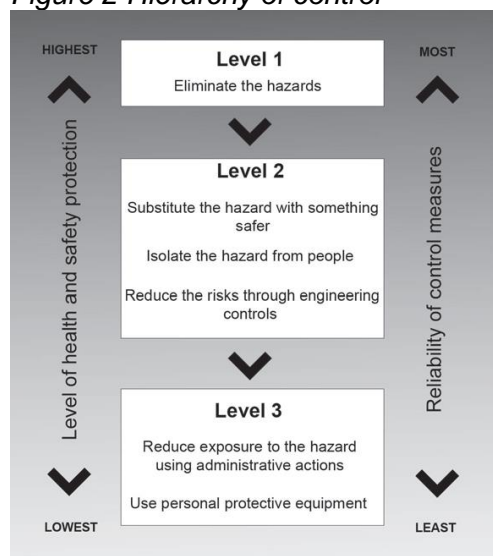 Figure 2 Hierarchy of control
HIGHEST
Level 1
Eliminate the hazards
MOST
Level of health and safety protection
Level 2
Substitute the hazard with something
safer
Isolate the hazard from people
Reduce the risks through engineering
controls
Reliability of control measures
Level 3
Reduce exposure to the hazard
using administrative actions
Use personal protective equipment
LOWEST
LEAST